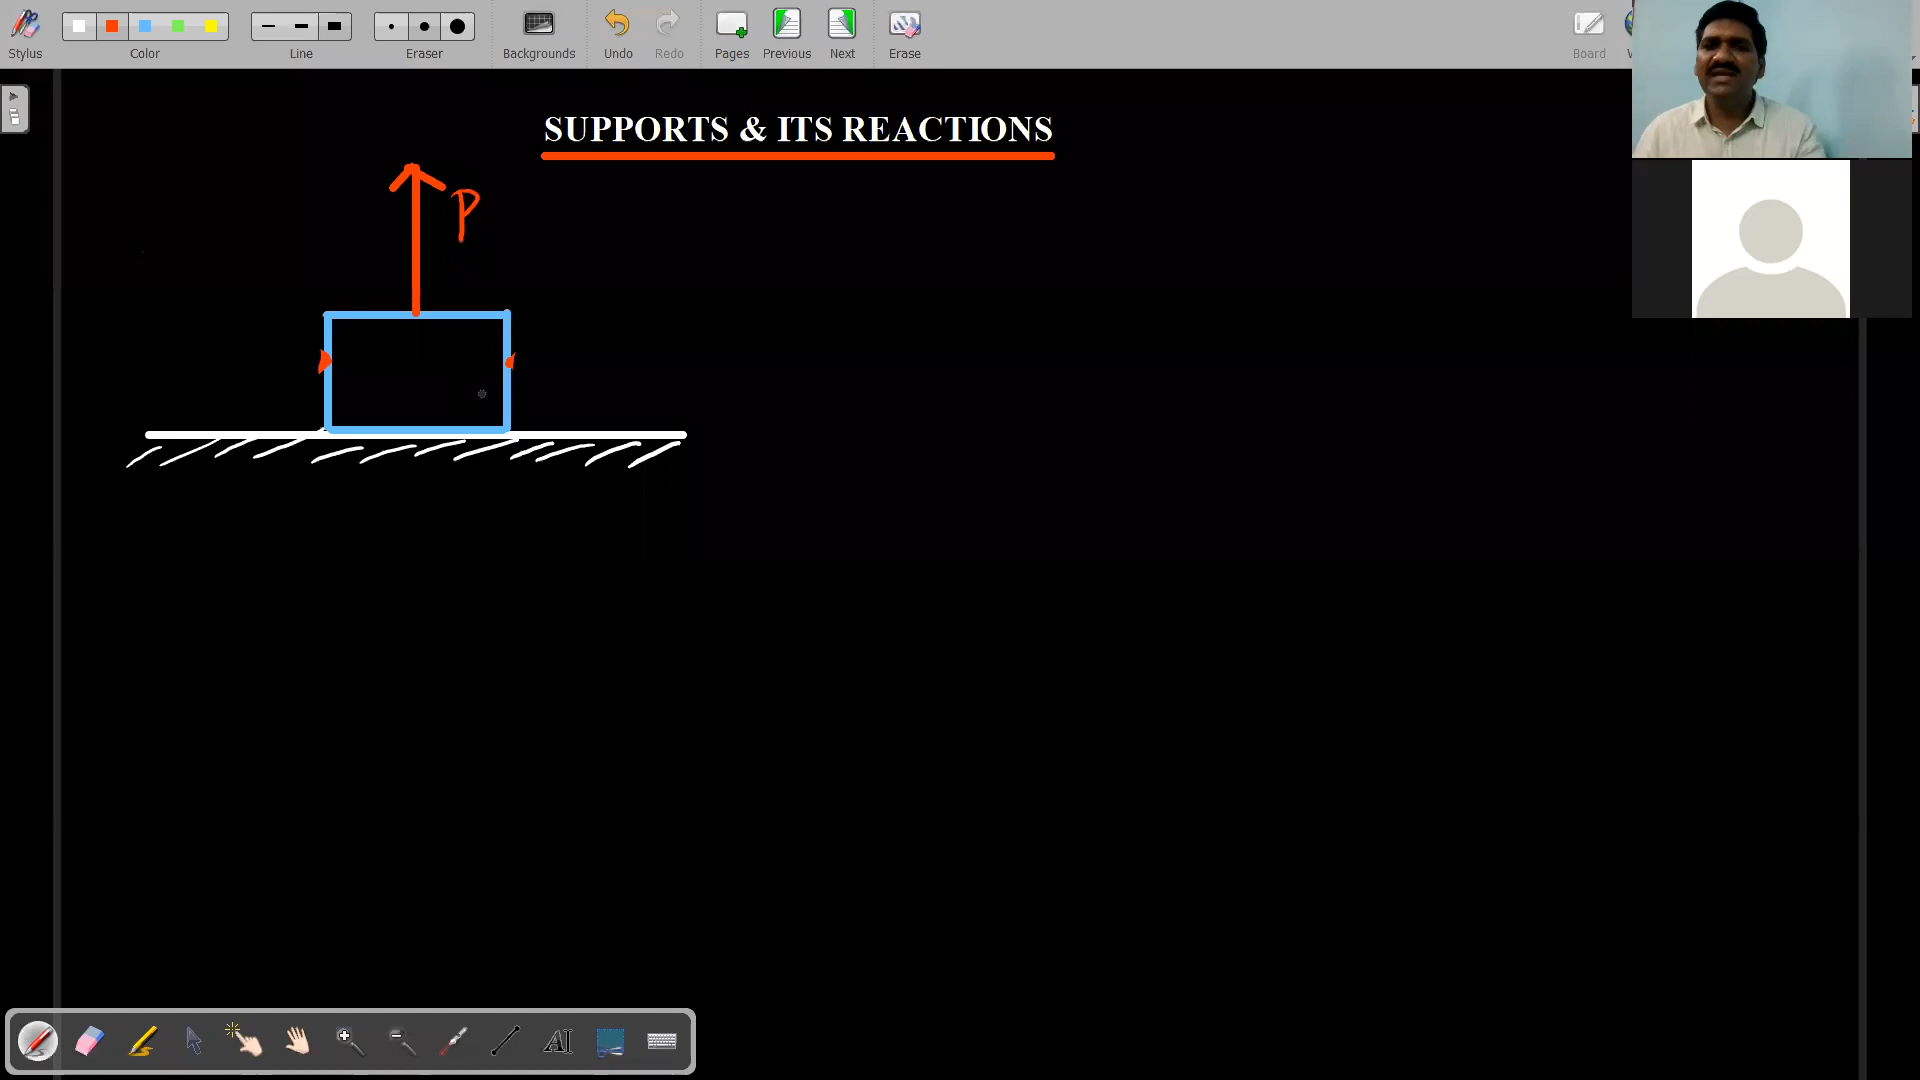 Stylus Color Line Eraser Backgrounds Undo Redo Pages Previous Next Erase Board
SUPPORTS & ITS REACTIONS
P